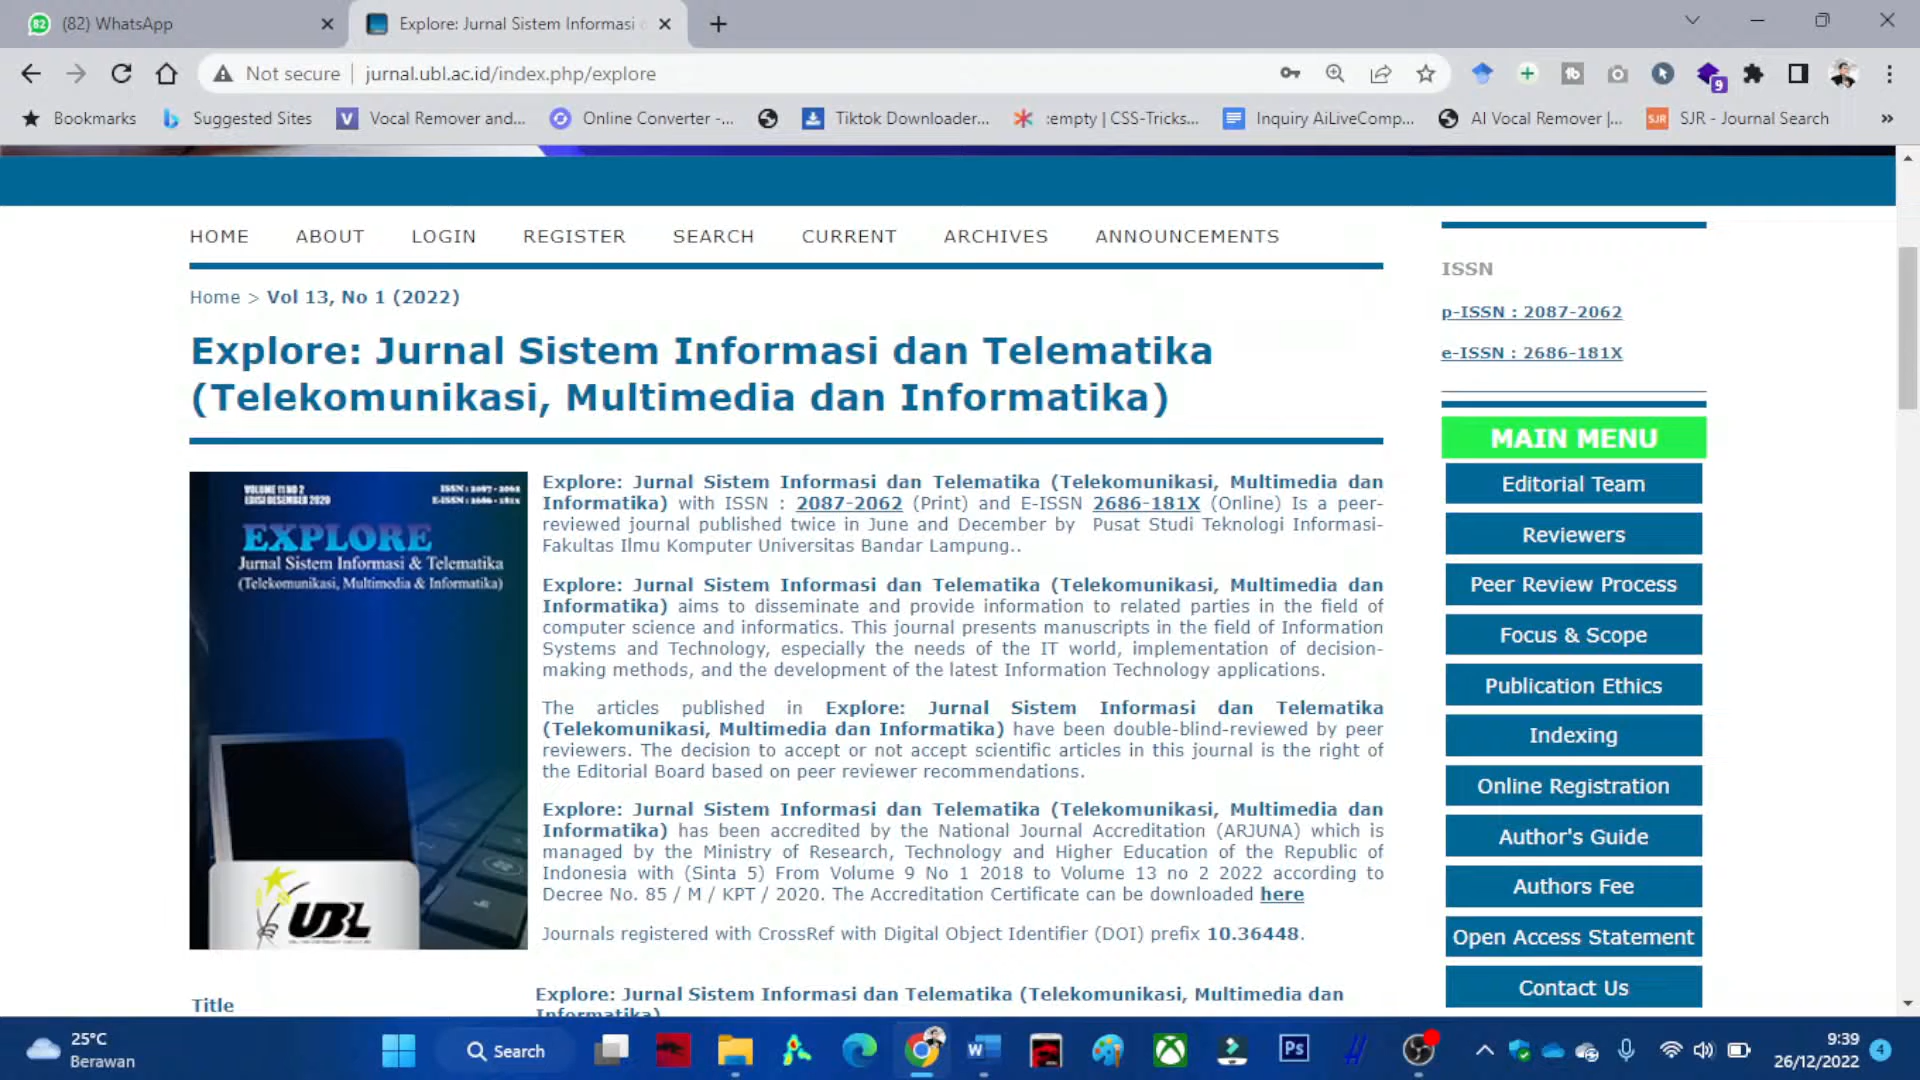 (82) WhatsApp
Explore: Jurnal Sistem Informasi
Not secure
jurnal.ubl.ac.id/index.php/explore
9
Bookmarks
Suggested Sites
V
Vocal Remover and...
Online Converter -...
Tiktok Downloader...
:empty | CSS-Tricks...
Inquiry AiLiveComp...
AI Vocal Remover |...
SJR
SJR - Journal Search
»
HOME
ABOUT
LOGIN
REGISTER
SEARCH
CURRENT
ARCHIVES
ANNOUNCEMENTS
Home > Vol 13, No 1 (2022)
Explore: Jurnal Sistem Informasi dan Telematika
(Telekomunikasi, Multimedia dan Informatika)
VOLUME 11 NO 2
EDISI DESEMBER 2020
EXPLORE
Jurnal Sistem Informasi & Telematika
(Telekomunikasi, Multimedia & Informatika)
UBL
Explore: Jurnal Sistem Informasi dan Telematika (Telekomunikasi, Multimedia dan
Informatika) with ISSN : 2087-2062 (Print) and E-ISSN 2686-181X (Online) Is a peer-
reviewed journal published twice in June and December by Pusat Studi Teknologi Informasi-
Fakultas Ilmu Komputer Universitas Bandar Lampung..
Explore: Jurnal Sistem Informasi dan Telematika (Telekomunikasi, Multimedia dan
Informatika) aims to disseminate and provide information to related parties in the field of
computer science and informatics. This journal presents manuscripts in the field of Information
Systems and Technology, especially the needs of the IT world, implementation of decision-
making methods, and the development of the latest Information Technology applications.
The articles published in Explore: Jurnal Sistem Informasi dan Telematika
(Telekomunikasi, Multimedia dan Informatika) have been double-blind-reviewed by peer
reviewers. The decision to accept or not accept scientific articles in this journal is the right of
the Editorial Board based on peer reviewer recommendations.
Explore: Jurnal Sistem Informasi dan Telematika (Telekomunikasi, Multimedia dan
Informatika) has been accredited by the National Journal Accreditation (ARJUNA) which is
managed by the Ministry of Research, Technology and Higher Education of the Republic of
Indonesia with (Sinta 5) From Volume 9 No 1 2018 to Volume 13 no 2 2022 according to
Decree No. 85 / M / KPT / 2020. The Accreditation Certificate can be downloaded here
Journals registered with CrossRef with Digital Object Identifier (DOI) prefix 10.36448.
Title
Explore: Jurnal Sistem Informasi dan Telematika (Telekomunikasi, Multimedia dan
Informatika)
ISSN
p-ISSN : 2087-2062
e-ISSN : 2686-181X
MAIN MENU
Editorial Team
Reviewers
Peer Review Process
Focus & Scope
Publication Ethics
Indexing
Online Registration
Author's Guide
Authors Fee
Open Access Statement
Contact Us
25°C
Berawan
Search
W
Ps
9:39
26/12/2022
4